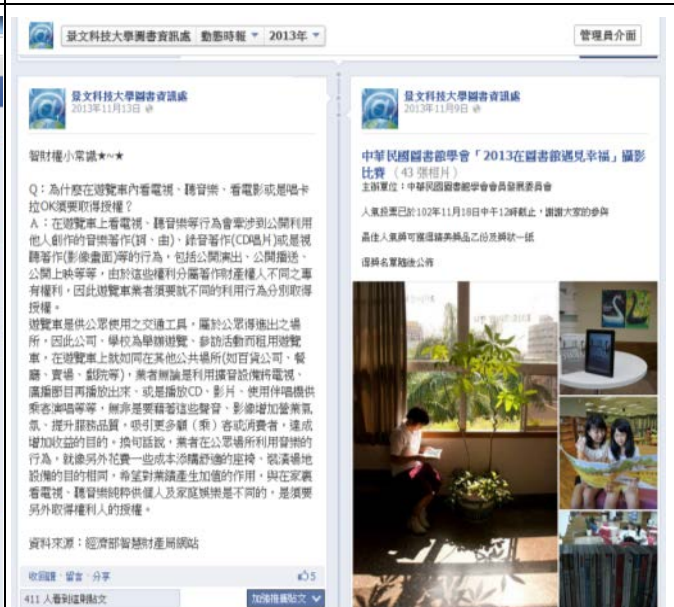 景文科技大學圖書資訊處 動態時報 2013年
管理員介面
景文科技大學圖書資訊處
2013年11月13日
智財權小常識★~★
Q：為什麼在遊覽車內看電視、聽音樂、看電影或是唱卡
拉OK須要取得授權？
A：在遊覽車上看電視、聽音樂等行為會牽涉到公開利用
他人創作的音樂著作(詞、曲)、錄音著作(CD唱片)或是視
聽著作(影像畫面)等的行為，包括公開演出、公開播送、
公開上映等等，由於這些權利分屬著作財產權人不同之專
有權利，因此遊覽車業者須要就不同的利用行為分別取得
授權。
遊覽車是供公眾使用之交通工具，屬於公眾得進出之場
所，因此公司、學校為舉辦遊覽、參訪活動而租用遊覽
車，在遊覽車上就如同在其他公共場所(如百貨公司、餐
廳、賣場、戲院等)，業者無論是利用擴音設備將電視、
廣播節目再播放出來、或是播放CD、影片、使用伴唱機供
乘客演唱等等，無非是要藉著這些聲音、影像增加營業氣
氛、提升服務品質，吸引更多顧（乘）客或消費者，達成
增加收益的目的，換句話說，業者在公眾場所利用音樂的
行為，就像另外花費一些成本添購舒適的座椅、裝潢場地
設備的目的相同，希望對業績產生加值的作用，與在家裏
看電視、聽音樂純粹供個人及家庭娛樂是不同的，是須要
另外取得權利人的授權。
資料來源：經濟部智慧財產局網站
收回讚 · 留言 · 分享
5
411 人看到這則貼文
加強推廣貼文
景文科技大學圖書資訊處
2013年11月9日
中華民國圖書館學會「2013在圖書館遇見幸福」攝影
比賽 (43 張相片)
主辦單位：中華民國圖書館學會會員發展委員會
人氣投票已於102年11月18日中午12時截止，謝謝大家的參與
最佳人氣獎可獲得精美獎品乙份及獎狀一紙
得獎名單隨後公佈